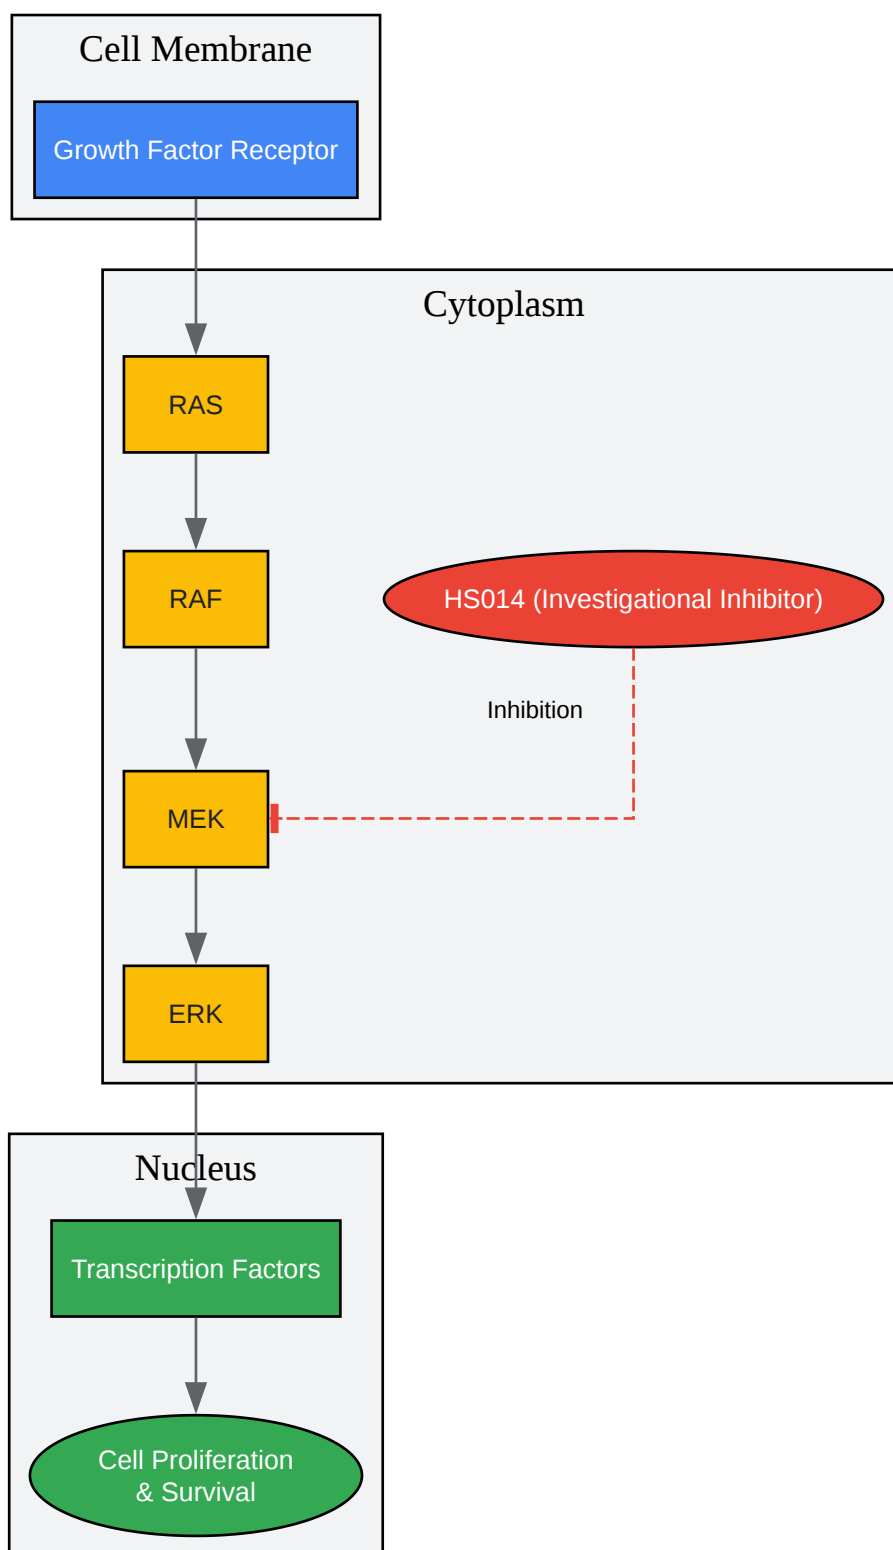 Cell Membrane
Growth Factor Receptor
Cytoplasm
RAS
RAF
HS014 (Investigational Inhibitor)
Inhibition
MEK
ERK
Nucleus
Transcription Factors
Cell Proliferation
& Survival